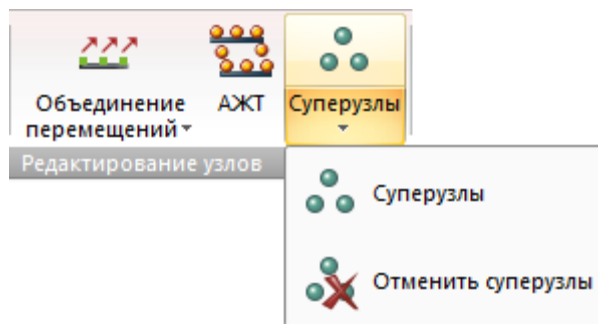 Объединение
перемещений
АЖТ
Суперузлы
Редактирование узлов
Суперузлы
Отменить суперузлы